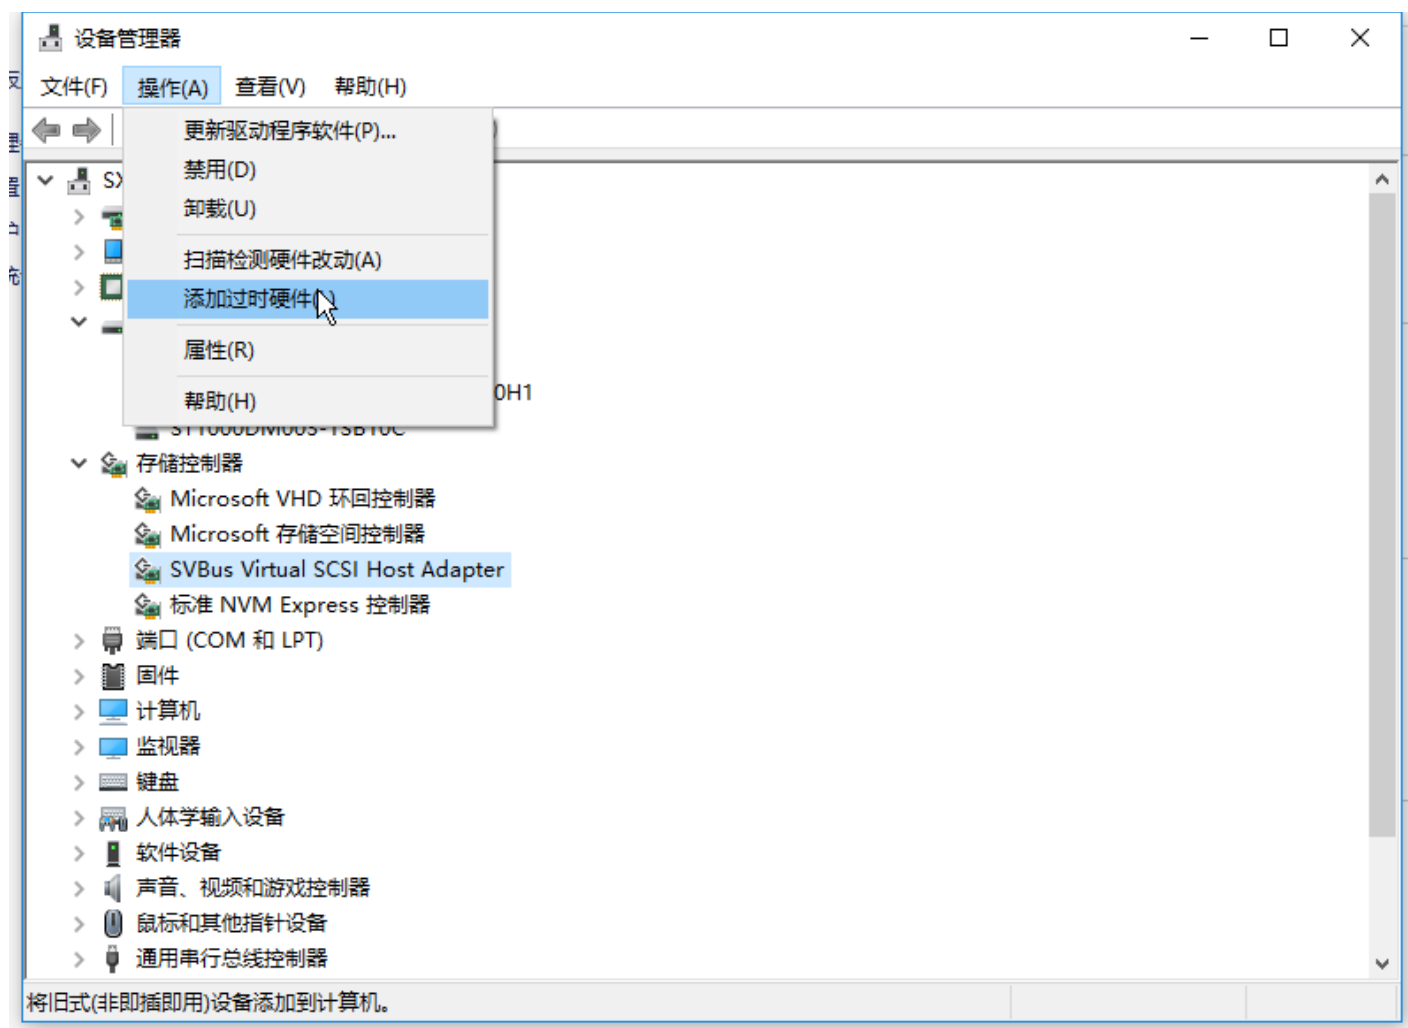 设备管理器
文件(F) 操作(A) 查看(V) 帮助(H)
更新驱动程序软件(P)...
禁用(D)
卸载(U)
扫描检测硬件改动(A)
添加过时硬件
属性(R)
0H1
帮助(H)
ST1000DM003-1SB10C
存储控制器
Microsoft VHD 环回控制器
Microsoft 存储空间控制器
SVBus Virtual SCSI Host Adapter
标准 NVM Express 控制器
端口 (COM 和 LPT)
固件
计算机
监视器
键盘
人体学输入设备
软件设备
声音、视频和游戏控制器
鼠标和其他指针设备
通用串行总线控制器
将旧式(非即插即用)设备添加到计算机。